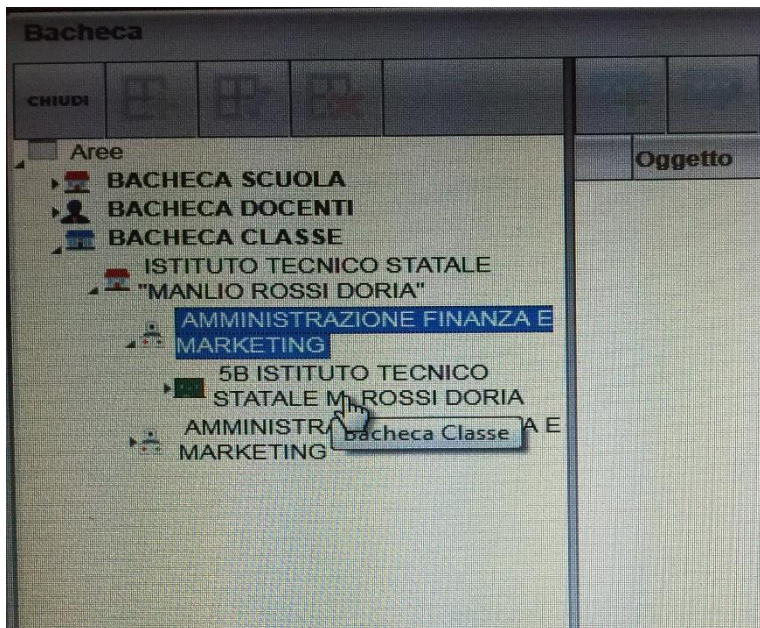 Bacheca
CHIUDI
Oggetto
Aree
BACHECA SCUOLA
BACHECA DOCENTI
BACHECA CLASSE
ISTITUTO TECNICO STATALE
"MANLIO ROSSI DORIA"
AMMINISTRAZIONE FINANZA E
MARKETING
5B ISTITUTO TECNICO
STATALE M. ROSSI DORIA
Bacheca Classe
A E
MARKETING